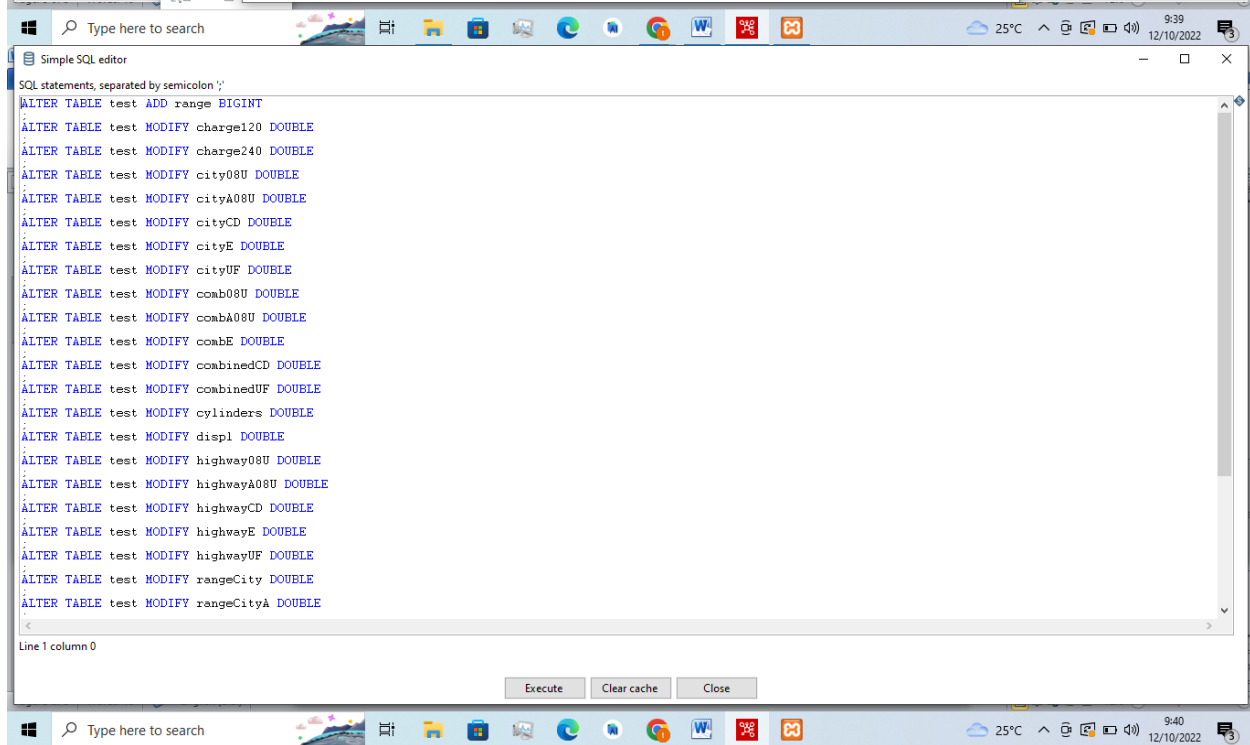 Type here to search
25°C
9:39
12/10/2022
3
Simple SQL editor
SQL statements, separated by semicolon ';'
ALTER TABLE test ADD range BIGINT
;
ALTER TABLE test MODIFY charge120 DOUBLE
;
ALTER TABLE test MODIFY charge240 DOUBLE
;
ALTER TABLE test MODIFY city08U DOUBLE
;
ALTER TABLE test MODIFY cityA08U DOUBLE
;
ALTER TABLE test MODIFY cityCD DOUBLE
;
ALTER TABLE test MODIFY cityE DOUBLE
;
ALTER TABLE test MODIFY cityUF DOUBLE
;
ALTER TABLE test MODIFY comb08U DOUBLE
;
ALTER TABLE test MODIFY combA08U DOUBLE
;
ALTER TABLE test MODIFY combE DOUBLE
;
ALTER TABLE test MODIFY combinedCD DOUBLE
;
ALTER TABLE test MODIFY combinedUF DOUBLE
;
ALTER TABLE test MODIFY cylinders DOUBLE
;
ALTER TABLE test MODIFY displ DOUBLE
;
ALTER TABLE test MODIFY highway08U DOUBLE
;
ALTER TABLE test MODIFY highwayA08U DOUBLE
;
ALTER TABLE test MODIFY highwayCD DOUBLE
;
ALTER TABLE test MODIFY highwayE DOUBLE
;
ALTER TABLE test MODIFY highwayUF DOUBLE
;
ALTER TABLE test MODIFY rangeCity DOUBLE
;
ALTER TABLE test MODIFY rangeCityA DOUBLE
Line 1 column 0
Execute Clear cache Close
Type here to search
25°C
9:40
12/10/2022
3